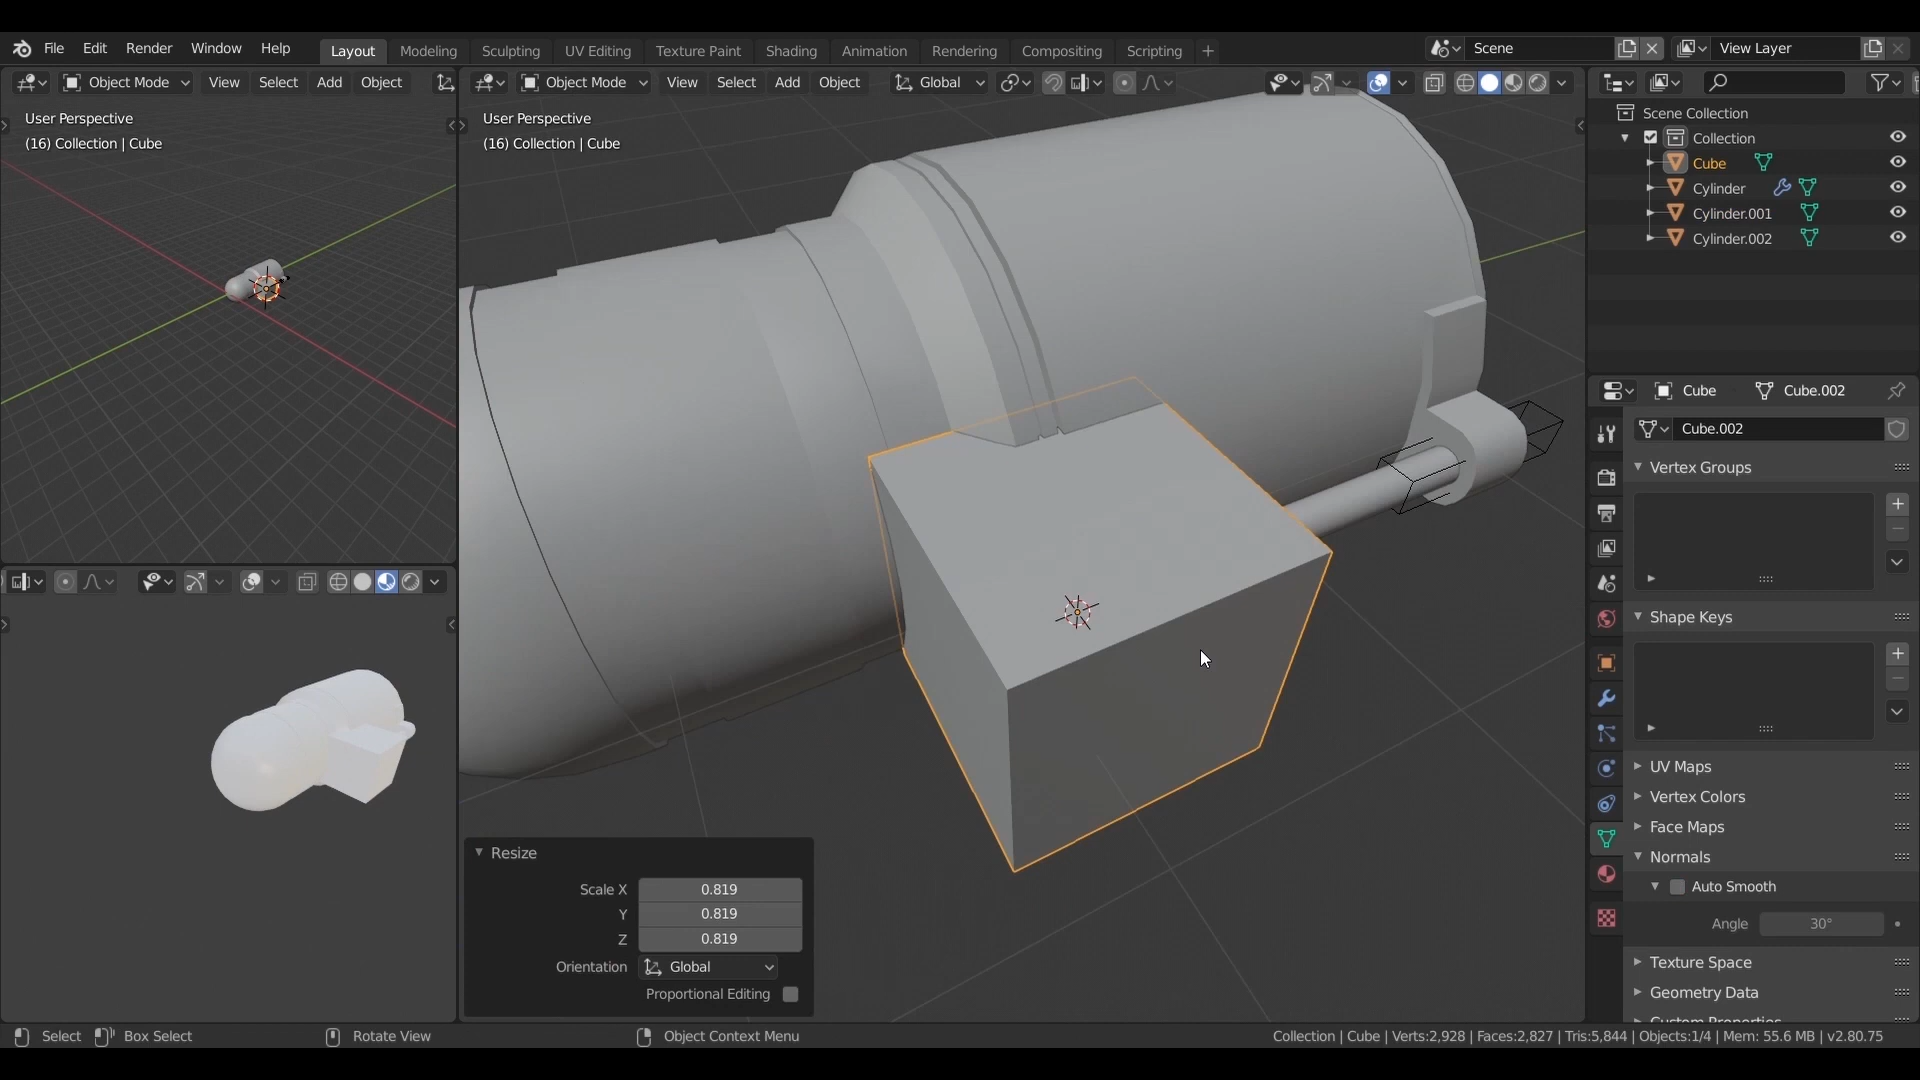 File Edit Render Window Help Layout Modeling Sculpting UV Editing Texture Paint Shading Animation Rendering Compositing Scripting + Scene View Layer
Object Mode View Select Add Object
Object Mode View Select Add Object Global
User Perspective
(16) Collection | Cube
User Perspective
(16) Collection | Cube
Scene Collection
Collection
Cube
Cylinder
Cylinder.001
Cylinder.002
Cube Cube.002
Cube.002
Vertex Groups
Shape Keys
UV Maps
Vertex Colors
Face Maps
Normals
Auto Smooth
Angle 30°
Texture Space
Geometry Data
Custom Properties
Resize
Scale X 0.819
Y 0.819
Z 0.819
Orientation Global
Proportional Editing
Select Box Select Rotate View Object Context Menu Collection | Cube | Verts:2,928 | Faces:2,827 | Tris:5,844 | Objects:1/4 | Mem: 55.6 MB | v2.80.75